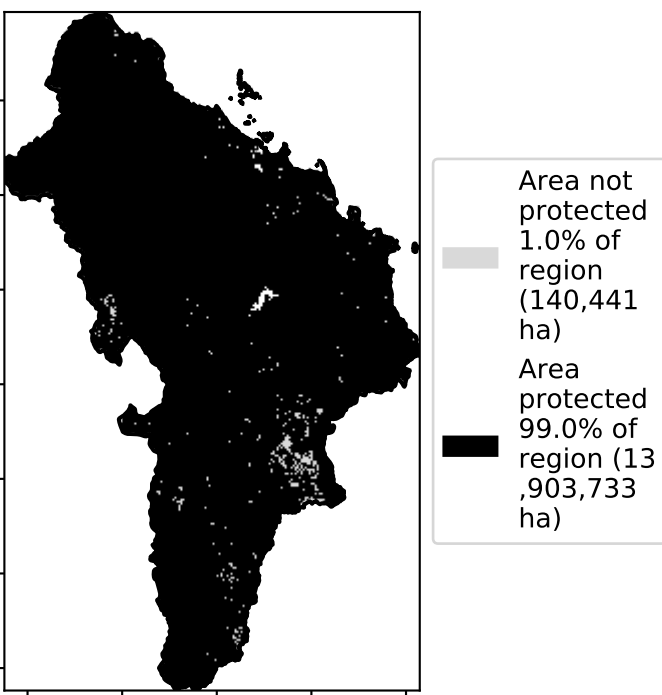 Area not
protected
1.0% of
region
(140,441
ha)
Area
protected
99.0% of
region (13
,903,733
ha)